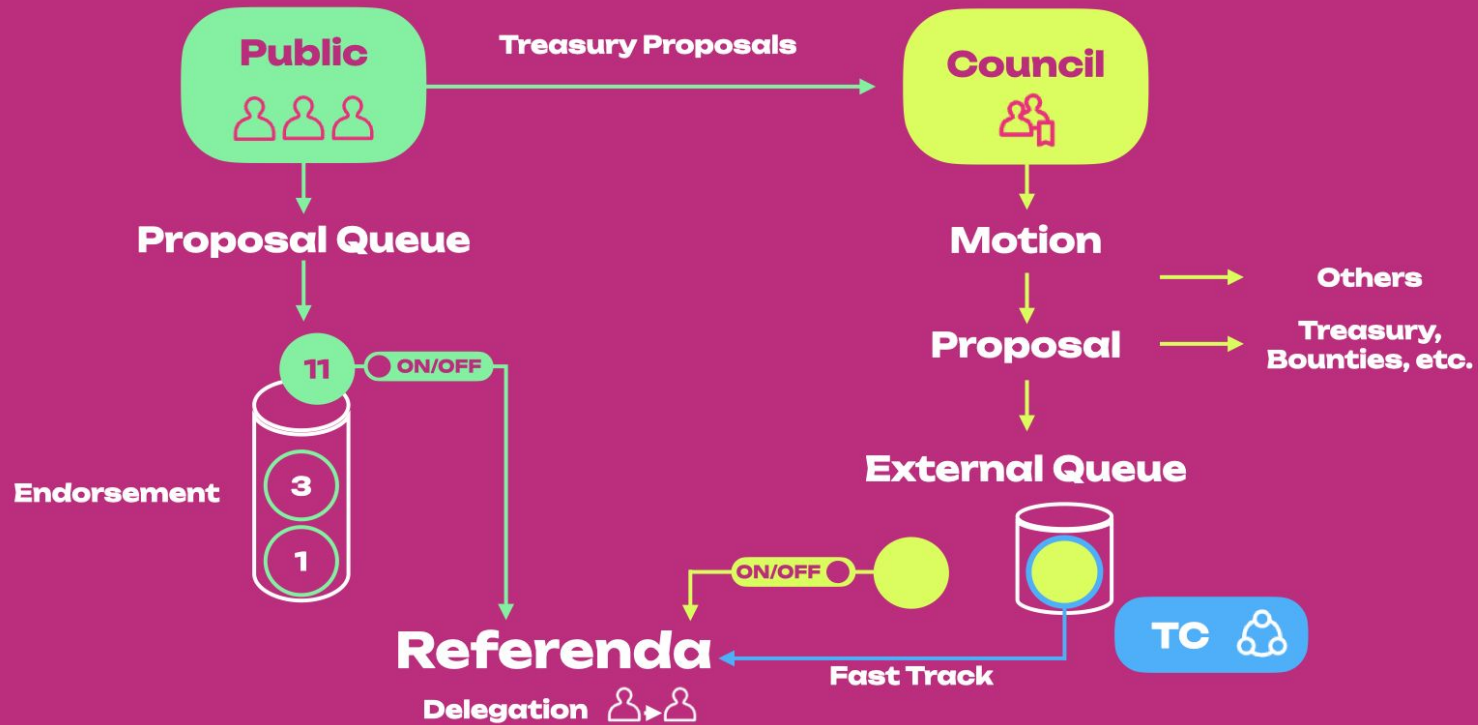 Public
Treasury Proposals
Council
Proposal Queue
Motion
Others
Proposal
Treasury,
Bounties, etc.
11
ON/OFF
Endorsement
3
1
External Queue
ON/OFF
TC
Referenda
Fast Track
Delegation